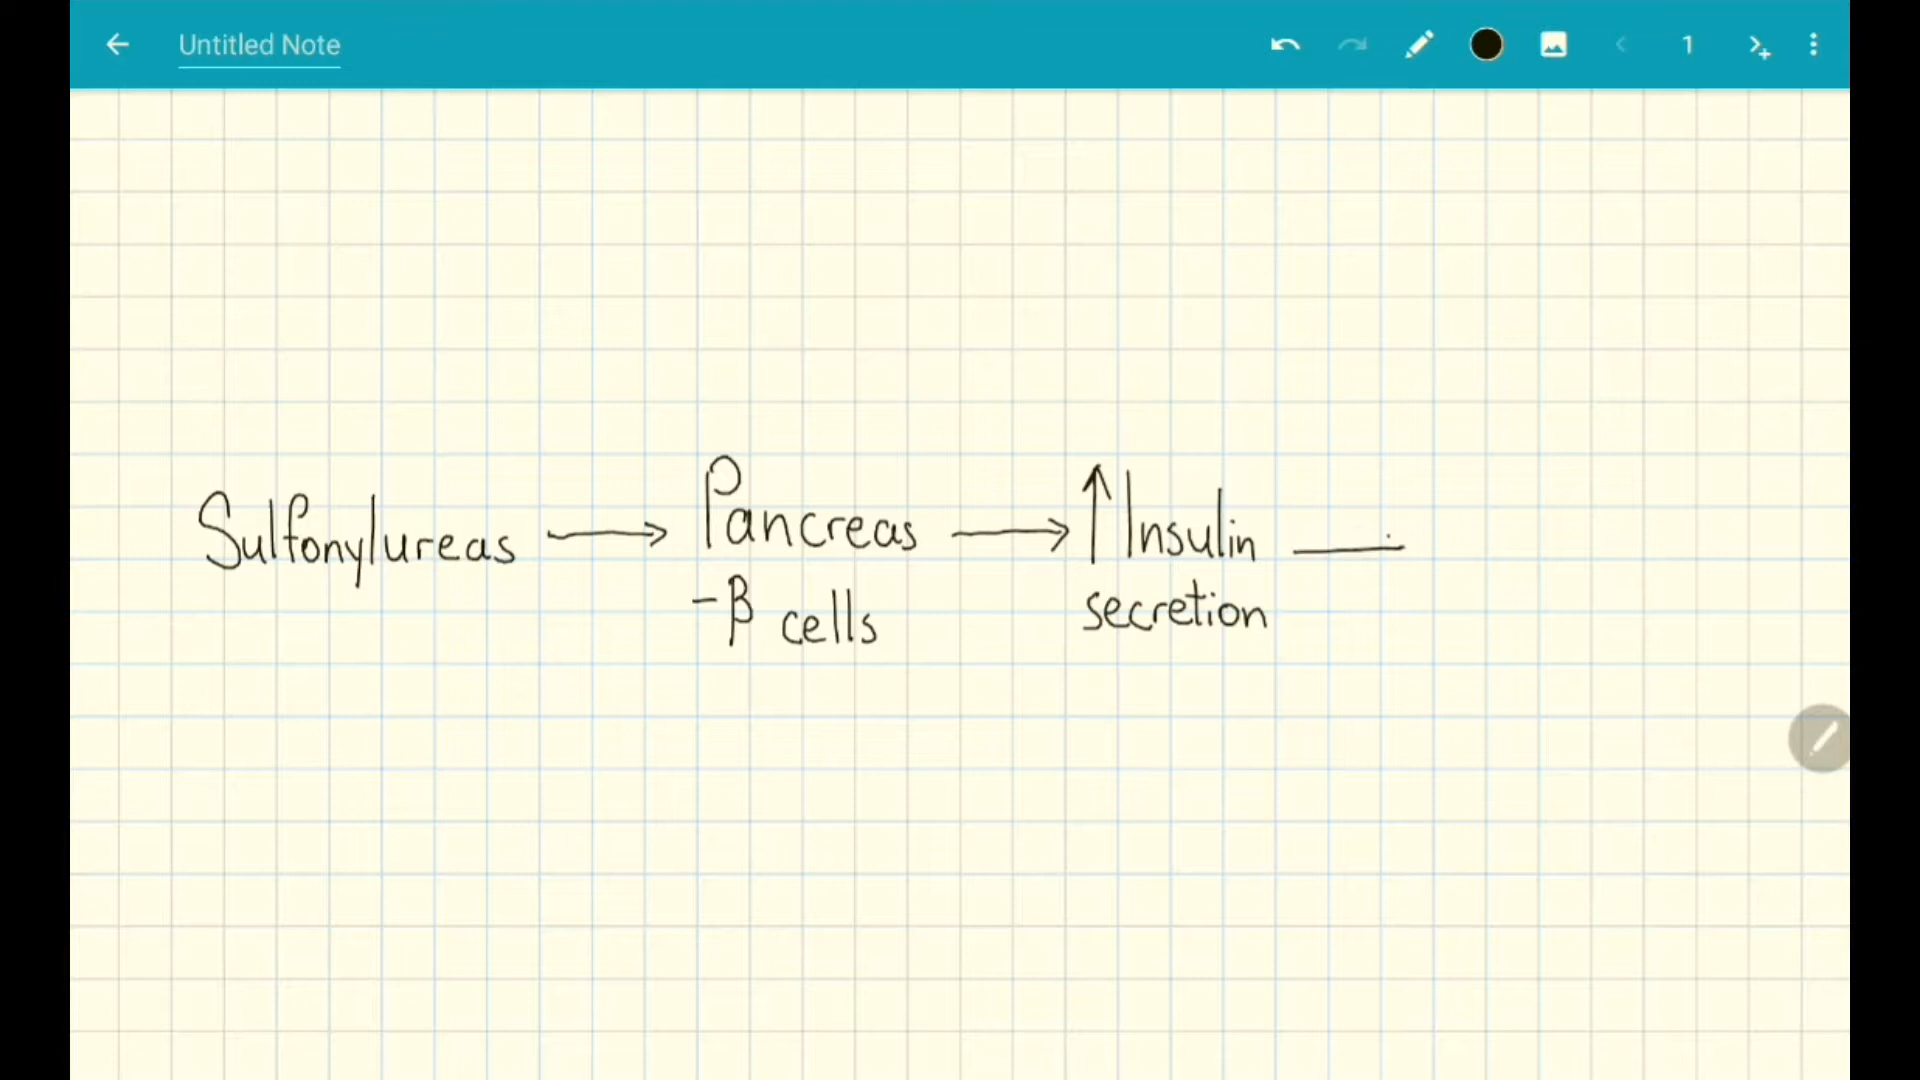 Untitled Note
1
Sulfonylureas → Pancreas → ↑ Insulin
- β cells
secretion